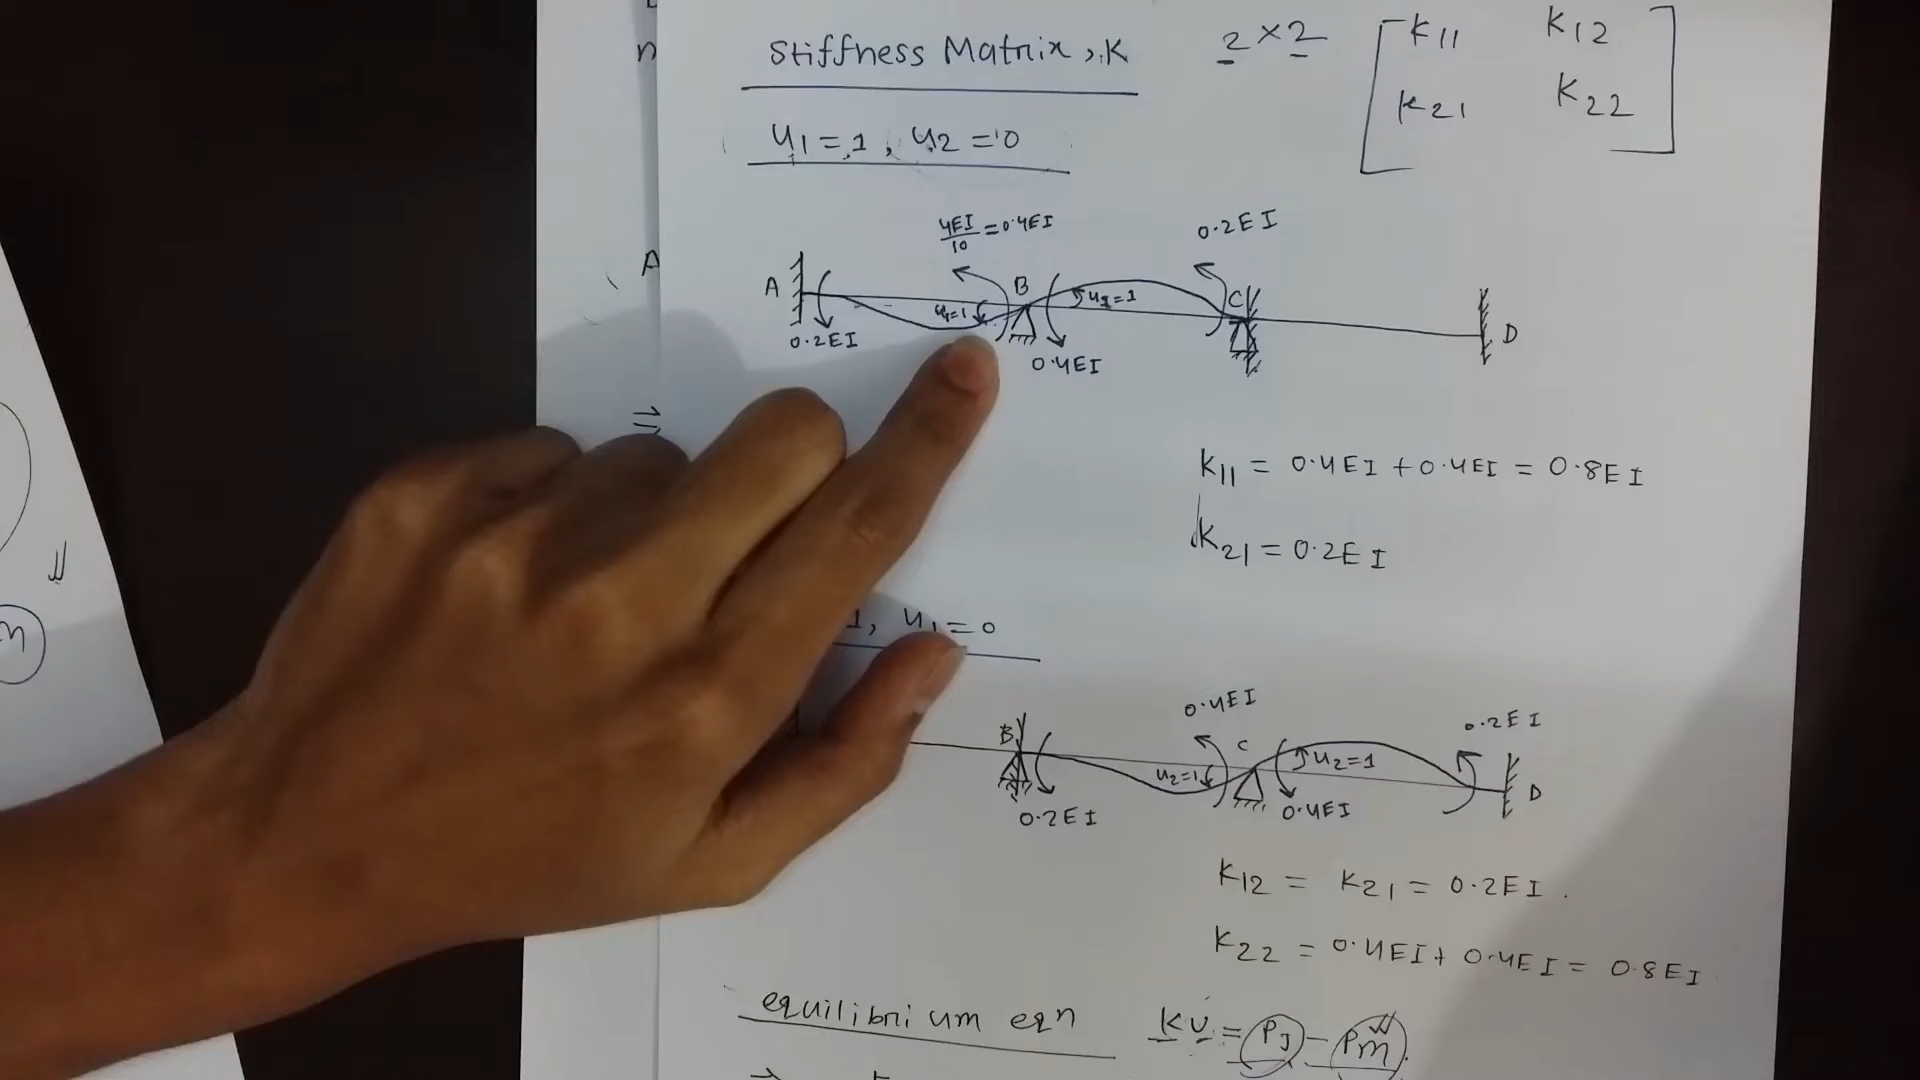 Stiffness Matrix, K 2 × 2
K11 K12
K21 K22
u1 = 1, u2 = 0
4EI/10 = 0.4EI
0.2EI
A
B
C
D
u1=1
u1=1
0.2EI
0.4EI
K11 = 0.4EI + 0.4EI = 0.8EI
K21 = 0.2EI
1, u1 = 0
0.4EI
0.2EI
B
C
D
u2=1
u2=1
0.2EI
0.4EI
K12 = K21 = 0.2EI.
K22 = 0.4EI + 0.4EI = 0.8EI
equilibrium eqn KU = PJ - Pm
n
A
⇒
m